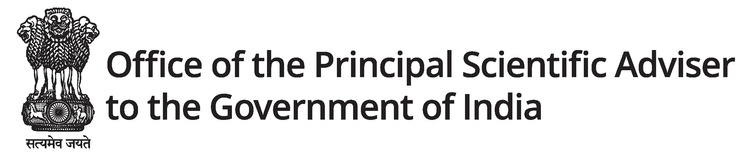 Office of the Principal Scientific Adviser
to the Government of India
सत्यमेव जयते